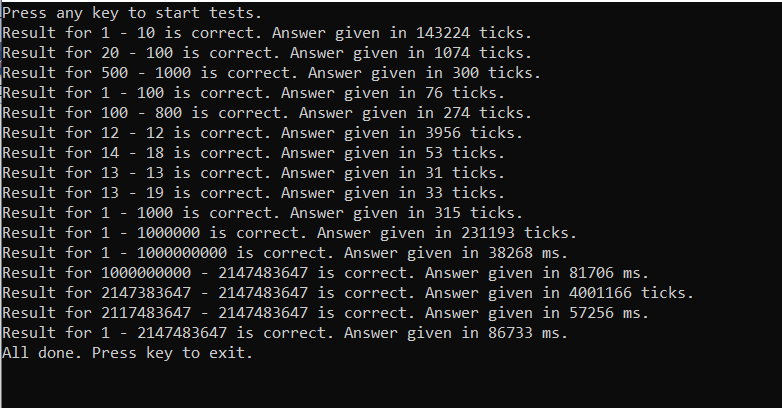 Press any key to start tests.
Result for 1 - 10 is correct. Answer given in 143224 ticks.
Result for 20 - 100 is correct. Answer given in 1074 ticks.
Result for 500 - 1000 is correct. Answer given in 300 ticks.
Result for 1 - 100 is correct. Answer given in 76 ticks.
Result for 100 - 800 is correct. Answer given in 274 ticks.
Result for 12 - 12 is correct. Answer given in 3956 ticks.
Result for 14 - 18 is correct. Answer given in 53 ticks.
Result for 13 - 13 is correct. Answer given in 31 ticks.
Result for 13 - 19 is correct. Answer given in 33 ticks.
Result for 1 - 1000 is correct. Answer given in 315 ticks.
Result for 1 - 1000000 is correct. Answer given in 231193 ticks.
Result for 1 - 1000000000 is correct. Answer given in 38268 ms.
Result for 1000000000 - 2147483647 is correct. Answer given in 81706 ms.
Result for 2147383647 - 2147483647 is correct. Answer given in 4001166 ticks.
Result for 2117483647 - 2147483647 is correct. Answer given in 57256 ms.
Result for 1 - 2147483647 is correct. Answer given in 86733 ms.
All done. Press key to exit.